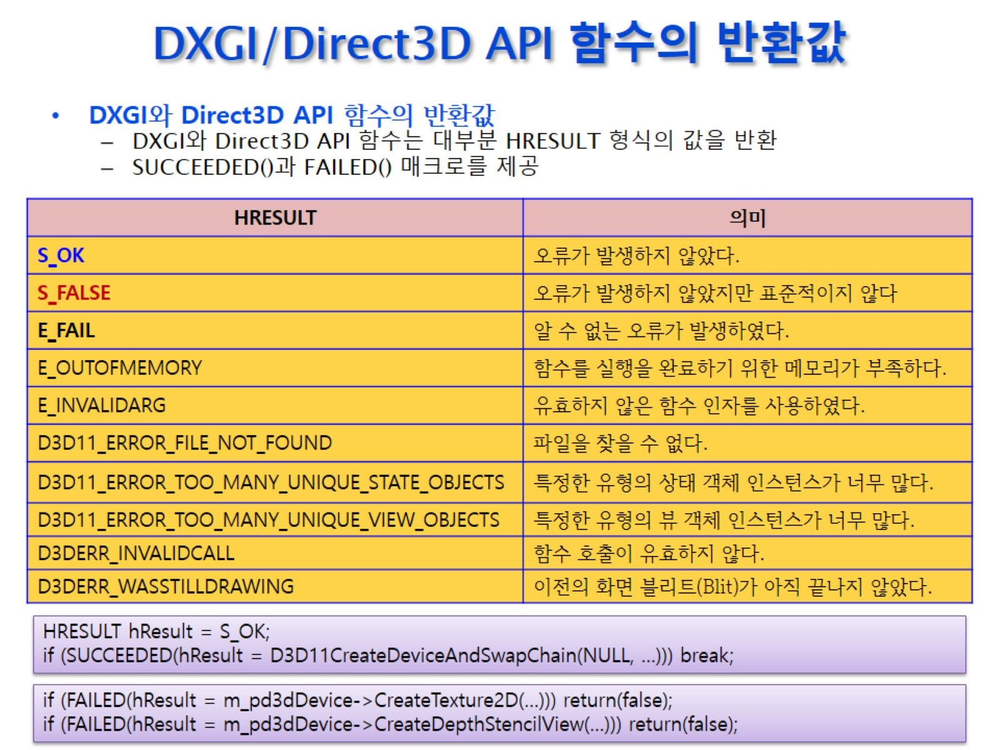 DXGI/Direct3D API 함수의 반환값
• DXGI와 Direct3D API 함수의 반환값
– DXGI와 Direct3D API 함수는 대부분 HRESULT 형식의 값을 반환
– SUCCEEDED()과 FAILED() 매크로를 제공
HRESULT 의미
S_OK 오류가 발생하지 않았다.
S_FALSE 오류가 발생하지 않았지만 표준적이지 않다
E_FAIL 알 수 없는 오류가 발생하였다.
E_OUTOFMEMORY 함수를 실행을 완료하기 위한 메모리가 부족하다.
E_INVALIDARG 유효하지 않은 함수 인자를 사용하였다.
D3D11_ERROR_FILE_NOT_FOUND 파일을 찾을 수 없다.
D3D11_ERROR_TOO_MANY_UNIQUE_STATE_OBJECTS 특정한 유형의 상태 객체 인스턴스가 너무 많다.
D3D11_ERROR_TOO_MANY_UNIQUE_VIEW_OBJECTS 특정한 유형의 뷰 객체 인스턴스가 너무 많다.
D3DERR_INVALIDCALL 함수 호출이 유효하지 않다.
D3DERR_WASSTILLDRAWING 이전의 화면 블리트(Blit)가 아직 끝나지 않았다.
HRESULT hResult = S_OK;
if (SUCCEEDED(hResult = D3D11CreateDeviceAndSwapChain(NULL, …))) break;
if (FAILED(hResult = m_pd3dDevice->CreateTexture2D(…))) return(false);
if (FAILED(hResult = m_pd3dDevice->CreateDepthStencilView(…))) return(false);